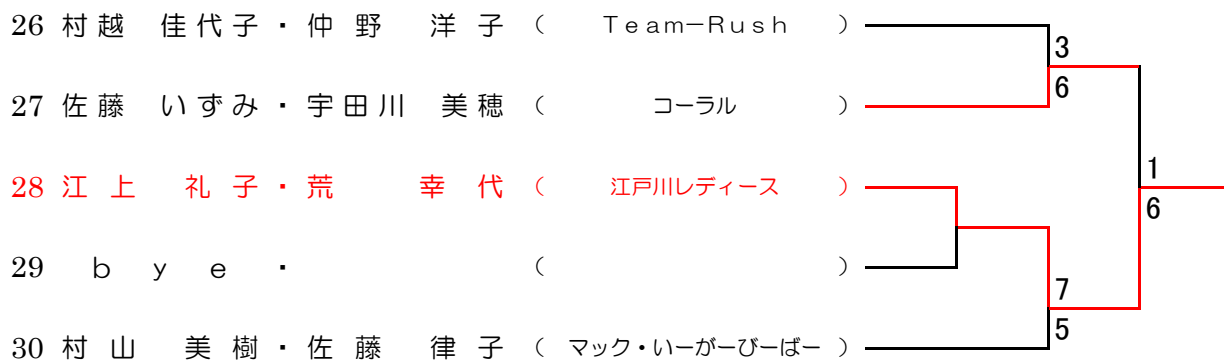 26 村越 佳代子・仲野 洋子 ( Team－Rush ) 3
27 佐藤 いずみ・宇田川 美穂 ( コーラル ) 6
28 江上 礼子・荒 幸代 ( 江戸川レディース ) 1
6
29 bye ・ ( )
7
30 村山 美樹・佐藤 律子 ( マック・いーがーびーばー ) 5